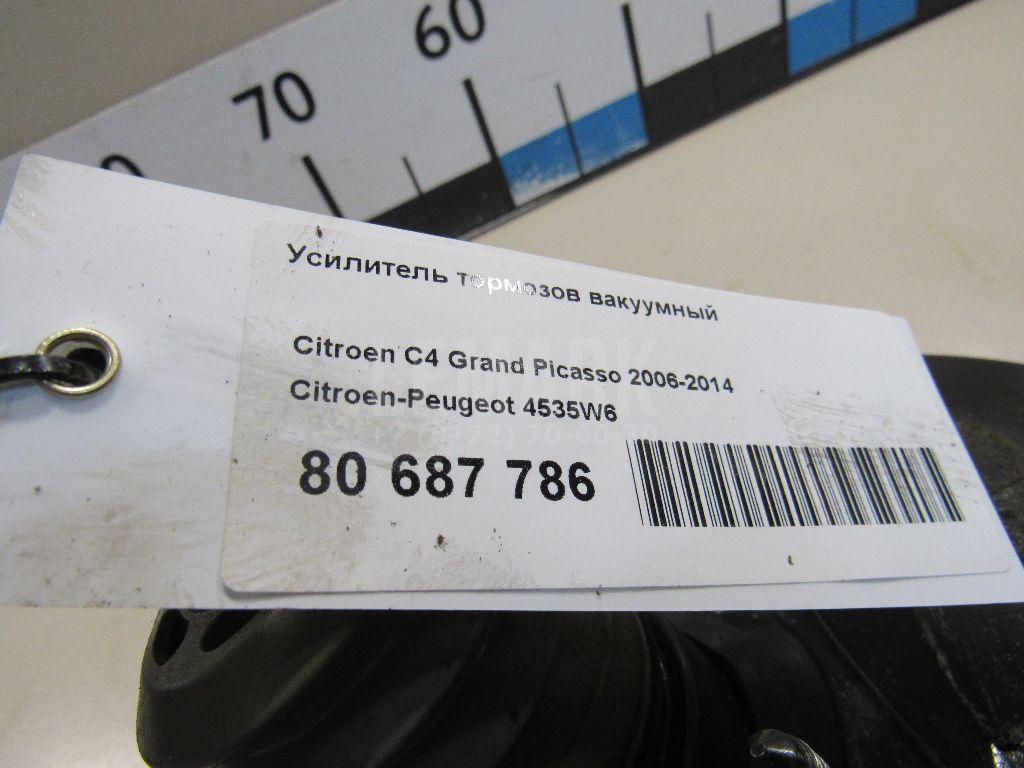 60
70
Усилитель тормозов вакуумный
Citroen C4 Grand Picasso 2006-2014
Citroen-Peugeot 4535W6
80 687 786